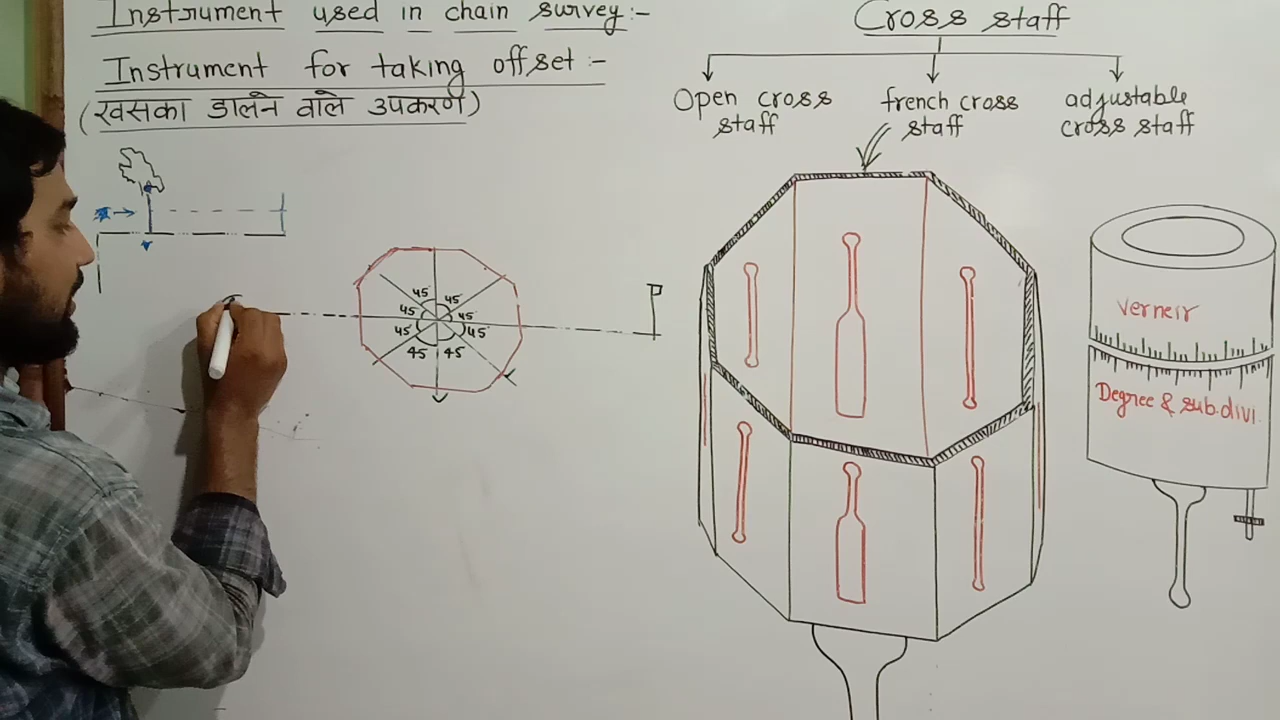 Instrument used in chain survey:-
Instrument for taking offset:-
(खसका डालने वाले उपकरण)
Cross staff
Open cross staff
french cross staff
adjustable cross staff
45°
45°
45°
45°
45°
45°
45
45
Verneir
Degree & sub.divi.